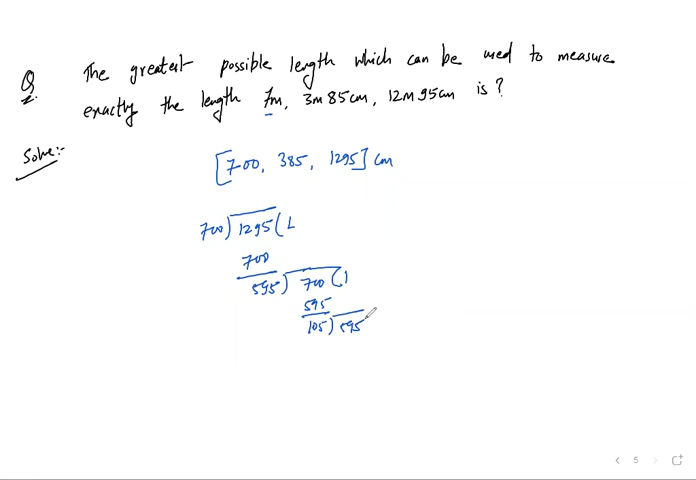 Q. The greatest possible length which can be used to measure
exactly the length 7m, 3m 85cm, 12m 95cm is ?
Solve:-
[700, 385, 1295] cm
700) 1295 (1
700
595) 700 (1
595
105) 595
5